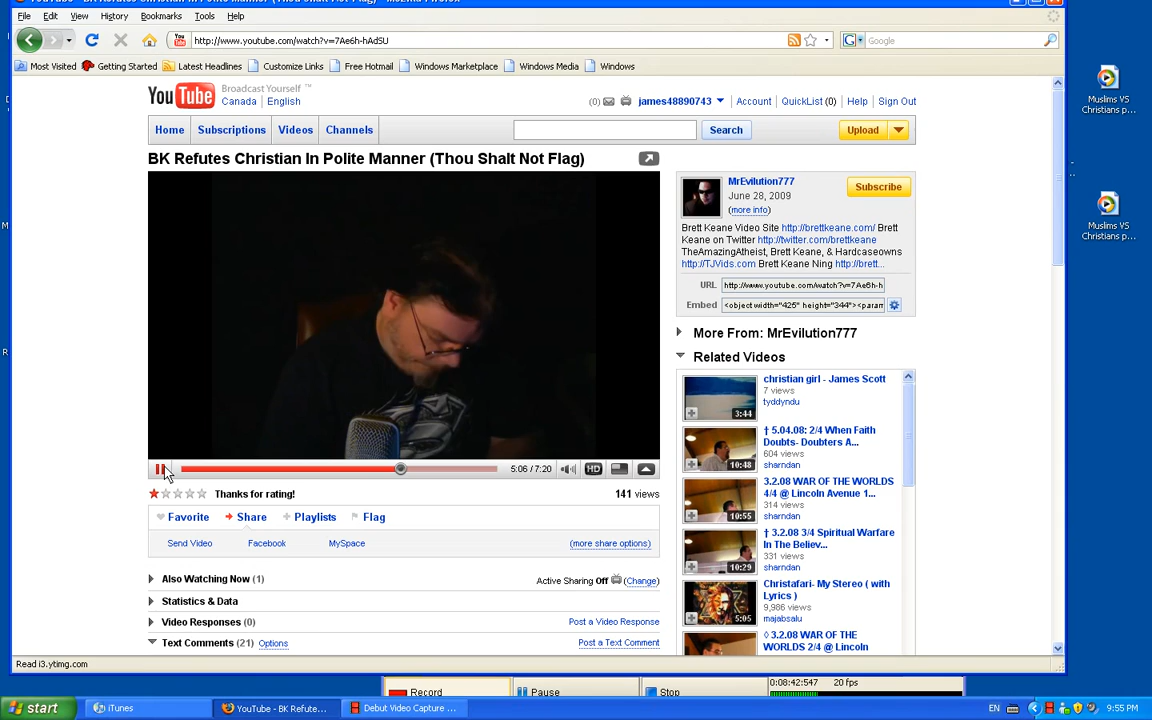 YouTube - BK Refutes Christian In Polite Manner (Thou Shalt Not Flag) - Mozilla Firefox
File Edit View History Bookmarks Tools Help
http://www.youtube.com/watch?v=7Ae6h-hAdSU
Google
Most Visited Getting Started Latest Headlines Customize Links Free Hotmail Windows Marketplace Windows Media Windows
YouTube Broadcast Yourself ™
Canada English
(0) james48890743 Account QuickList (0) Help Sign Out
Home Subscriptions Videos Channels
Search
Upload
BK Refutes Christian In Polite Manner (Thou Shalt Not Flag)
MrEvilution777
June 28, 2009
(more info)
Subscribe
Brett Keane Video Site http://brettkeane.com/ Brett
Keane on Twitter http://twitter.com/brettkeane
TheAmazingAtheist, Brett Keane, & Hardcaseowns
http://TJVids.com Brett Keane Ning http://brett...
URL http://www.youtube.com/watch?v=7Ae6h-h
Embed <object width="425" height="344"><param
More From: MrEvilution777
Related Videos
christian girl - James Scott
7 views
tyddyndu
3:44
† 5.04.08: 2/4 When Faith
Doubts- Doubters A...
604 views
sharndan
10:48
3.2.08 WAR OF THE WORLDS
4/4 @ Lincoln Avenue 1...
314 views
sharndan
10:55
† 3.2.08 3/4 Spiritual Warfare
In The Believ...
331 views
sharndan
10:29
Christafari- My Stereo ( with
Lyrics )
9,986 views
majabsalu
5:05
◊ 3.2.08 WAR OF THE
WORLDS 2/4 @ Lincoln
5:06 / 7:20
HD
Thanks for rating!
141 views
Favorite Share Playlists Flag
Send Video Facebook MySpace (more share options)
Also Watching Now (1)
Active Sharing Off (Change)
Statistics & Data
Video Responses (0)
Post a Video Response
Text Comments (21) Options
Post a Text Comment
Read i3.ytimg.com
Record Pause Stop
0:08:42:547 20 fps
start
iTunes
YouTube - BK Refute...
Debut Video Capture ...
EN
9:55 PM
Muslims VS
Christians p...
Muslims VS
Christians p...